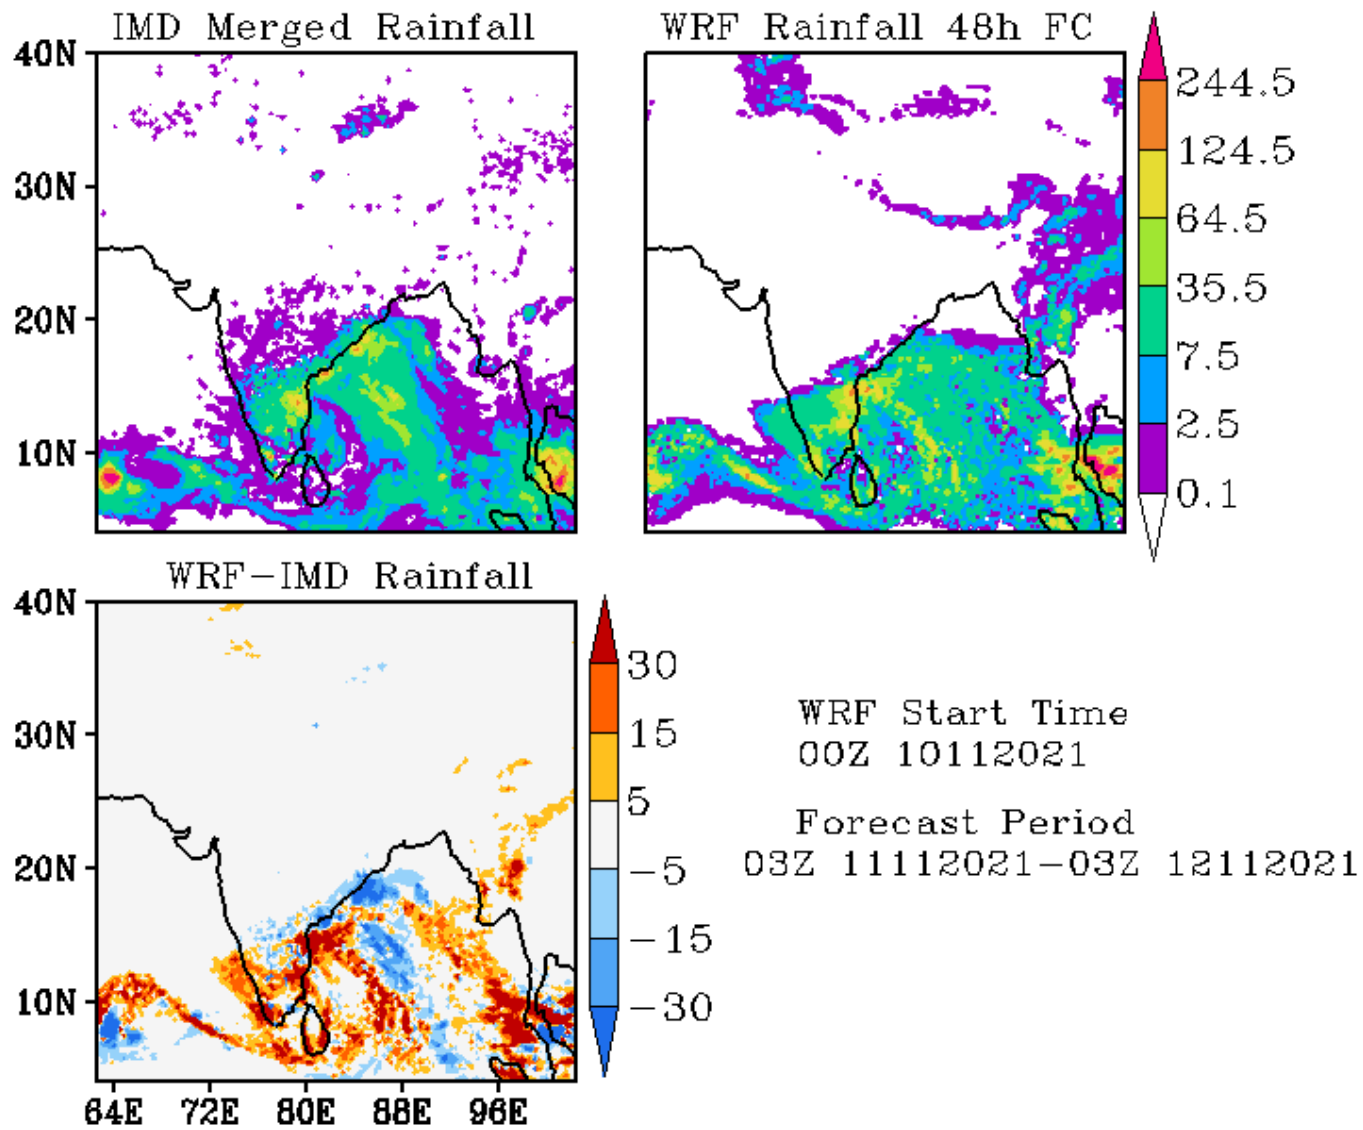 IMD Merged Rainfall
WRF Rainfall 48h FC
40N
30N
20N
10N
244.5
124.5
64.5
35.5
7.5
2.5
0.1
WRF-IMD Rainfall
40N
30N
20N
10N
64E 72E 80E 88E 96E
30
15
5
-5
-15
-30
WRF Start Time
00Z 10112021
Forecast Period
03Z 11112021-03Z 12112021